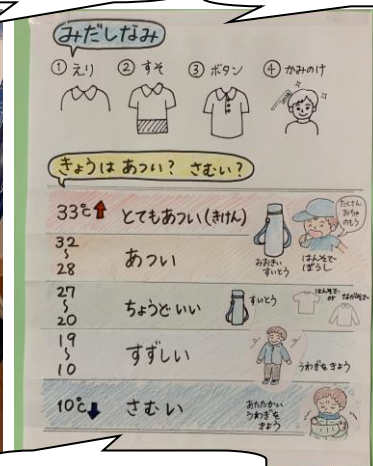 みだしなみ
① えり ② すそ ③ ボタン ④ かみのけ
きょうは あつい? さむい?
33℃⬆ とてもあつい(きけん)
たくさん
おちゃ
のもう
おおきい
すいとう
はんそで
ぼうし
32
〜
28
あつい
27
〜
20
ちょうどいい
すいとう
はんそで
or
ながそで
19
〜
10
すずしい
うわぎをきよう
10℃⬇ さむい
あたたかい
うわぎを
きよう